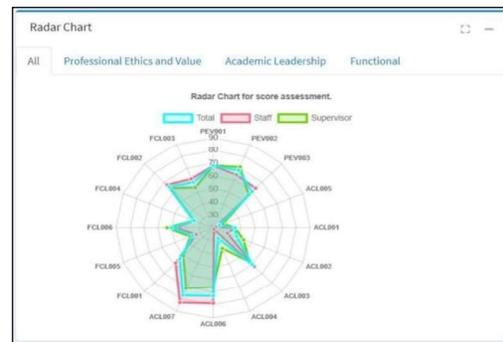 Radar Chart
All Professional Ethics and Value Academic Leadership Functional
Radar Chart for score assessment.
Total Staff Supervisor
PEV001
FCL003 PEV002
FCL002 PEV003
FCL004 ACL005
FCL006 ACL001
FCL005 ACL002
FCL001 ACL003
ACL007 ACL004
ACL006
90
80
70
60
50
40
30